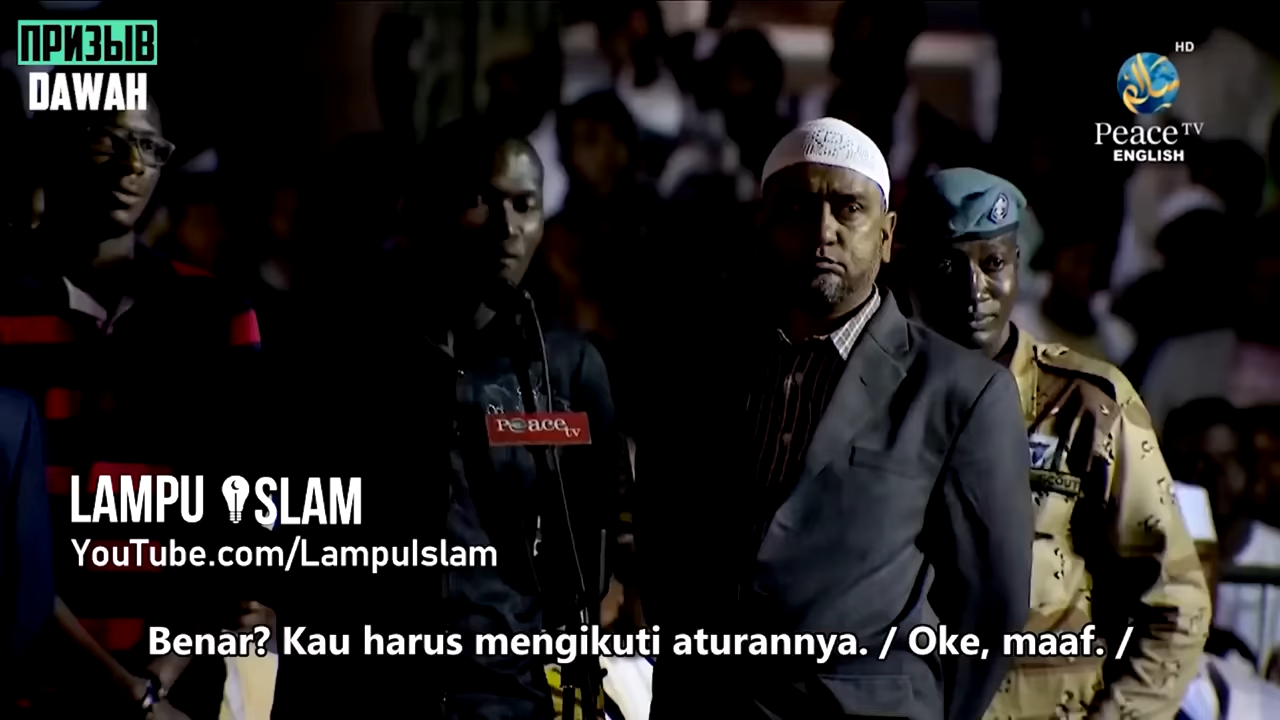 ПРИЗЫВ
DAWAH
HD
Peace TV
ENGLISH
Peace tv
SCOUT
LAMPU ISLAM
YouTube.com/LampuIslam
Benar? Kau harus mengikuti aturannya. / Oke, maaf. /